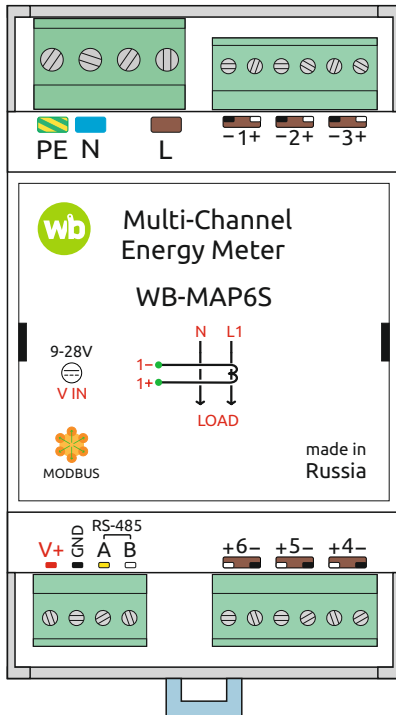 PE N L −1+ −2+ −3+
wb
Multi-Channel
Energy Meter
WB-MAP6S
N L1
9-28V
1−
V IN
1+
LOAD
MODBUS
made in
Russia
RS-485
V+ GND A B +6− +5− +4−